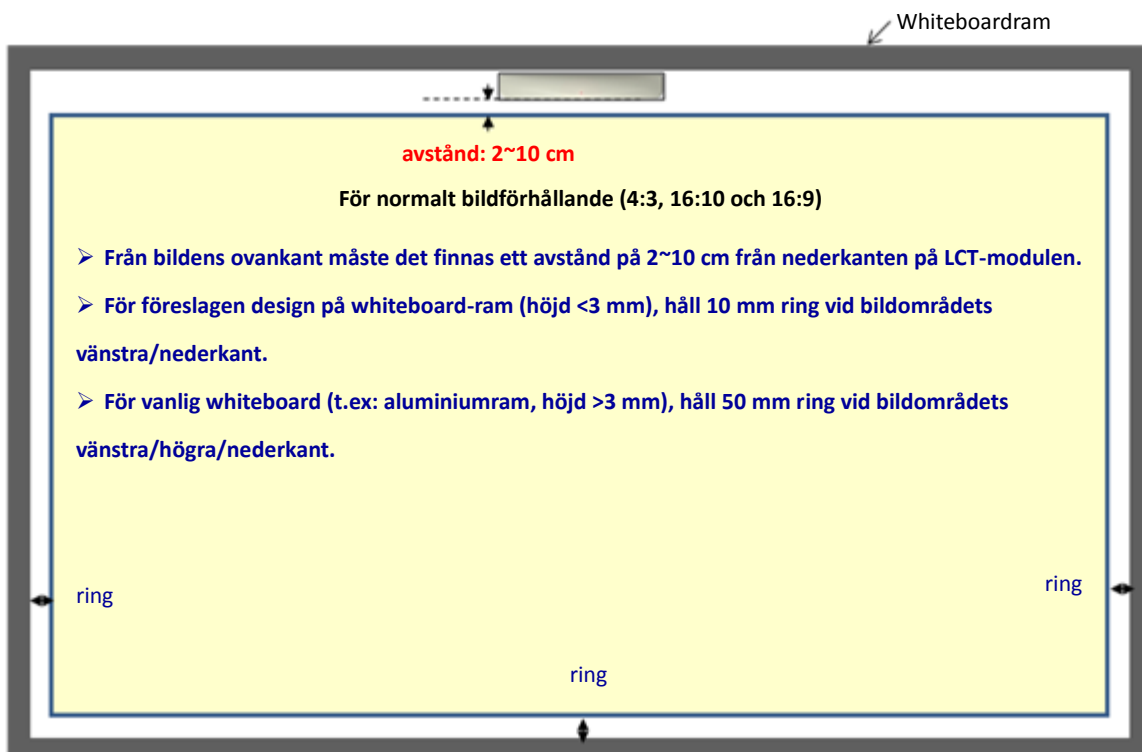 Whiteboardram
avstånd: 2~10 cm
För normalt bildförhållande (4:3, 16:10 och 16:9)
➢ Från bildens ovankant måste det finnas ett avstånd på 2~10 cm från nederkanten på LCT-modulen.
➢ För föreslagen design på whiteboard-ram (höjd <3 mm), håll 10 mm ring vid bildområdets
vänstra/nederkant.
➢ För vanlig whiteboard (t.ex: aluminiumram, höjd >3 mm), håll 50 mm ring vid bildområdets
vänstra/högra/nederkant.
ring
ring
ring